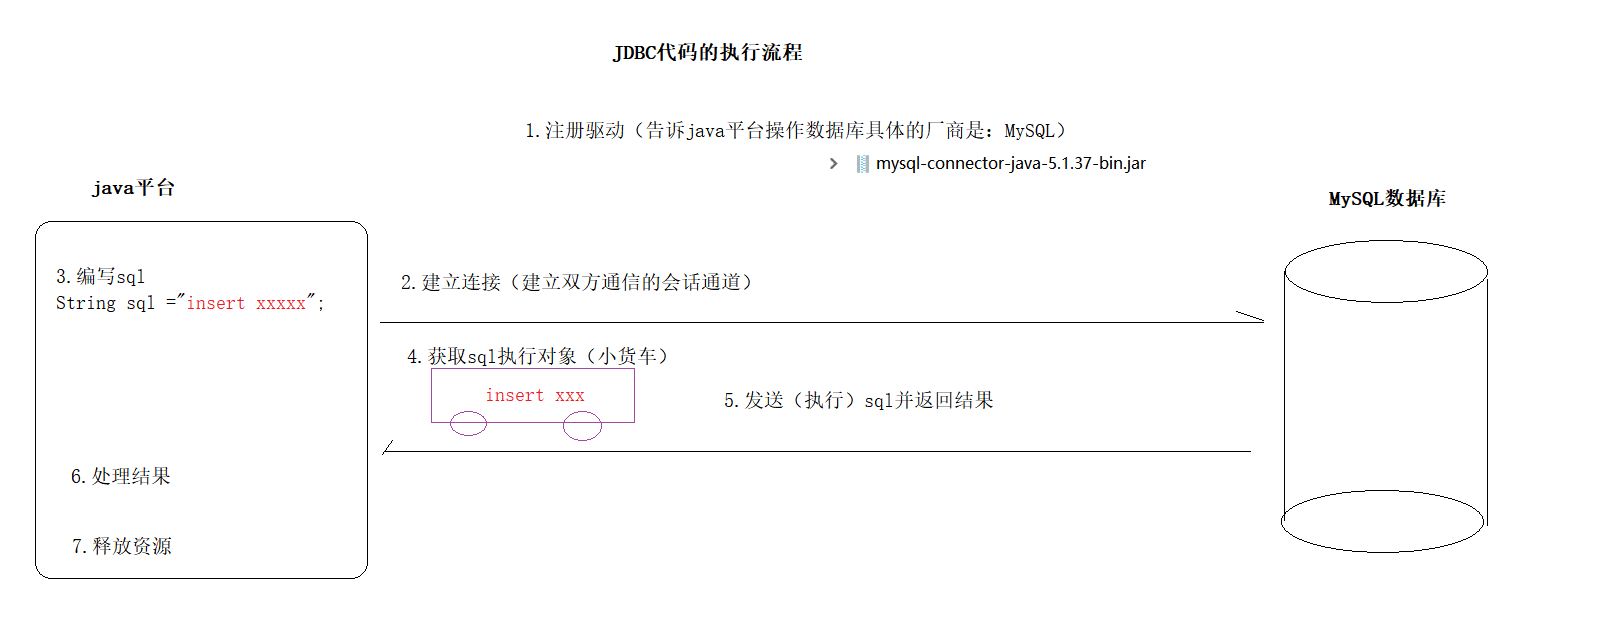 JDBC代码的执行流程
1.注册驱动（告诉java平台操作数据库具体的厂商是：MySQL）
mysql-connector-java-5.1.37-bin.jar
java平台
MySQL数据库
3.编写sql
String sql ="insert xxxxx";
2.建立连接（建立双方通信的会话通道）
4.获取sql执行对象（小货车）
insert xxx
5.发送（执行）sql并返回结果
6.处理结果
7.释放资源